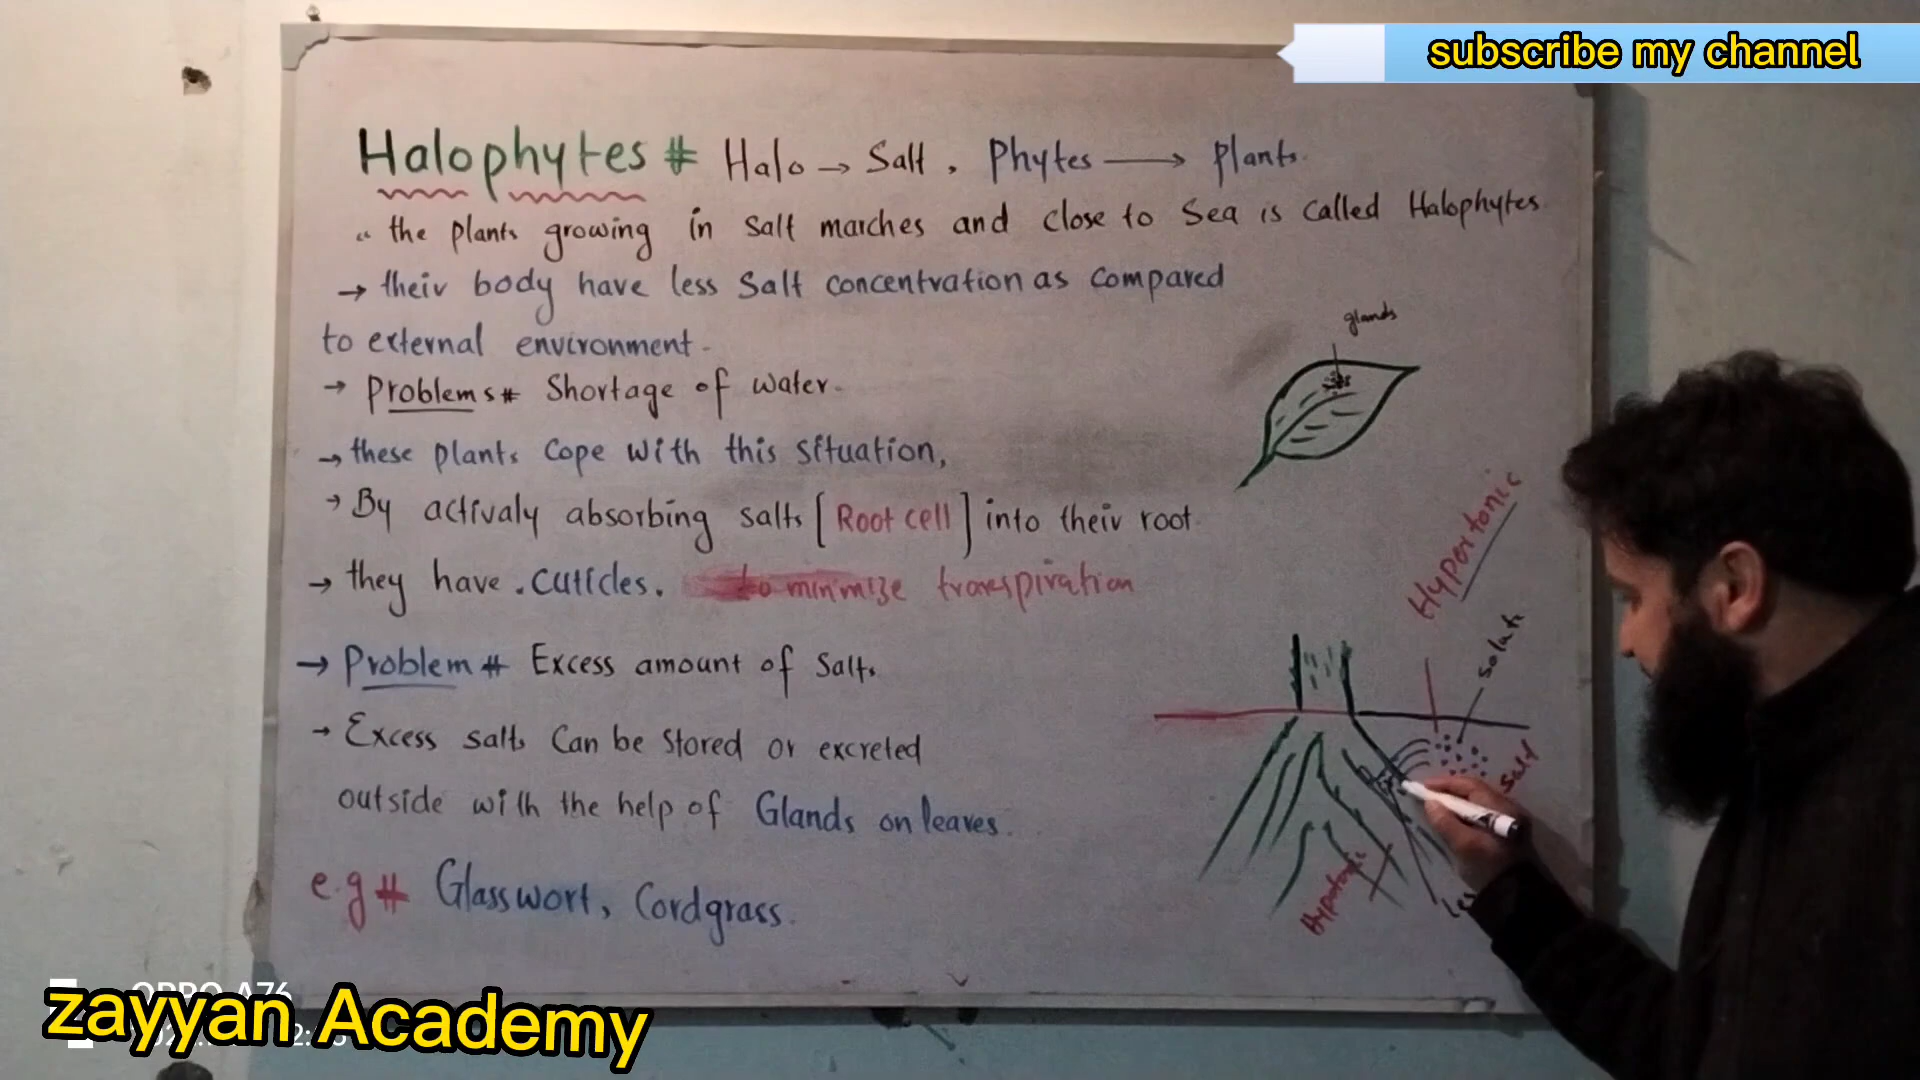 subscribe my channel
Halophytes # Halo → Salt, Phytes → Plants.
" the plants growing in salt marches and close to Sea is called Halophytes
→ their body have less Salt concentration as compared
to external environment -
→ Problems # Shortage of water -
→ these plants Cope with this situation,
→ By activaly absorbing salts [Root cell] into their root
→ they have . cuticles. to minimize transpiration
→ Problem # Excess amount of Salts
→ Excess salts Can be Stored or excreted
outside with the help of Glands on leaves.
e.g # Glasswort, Cordgrass.
glands
Hypertonic
solute
Salt
Hypotonic
zayyan Academy